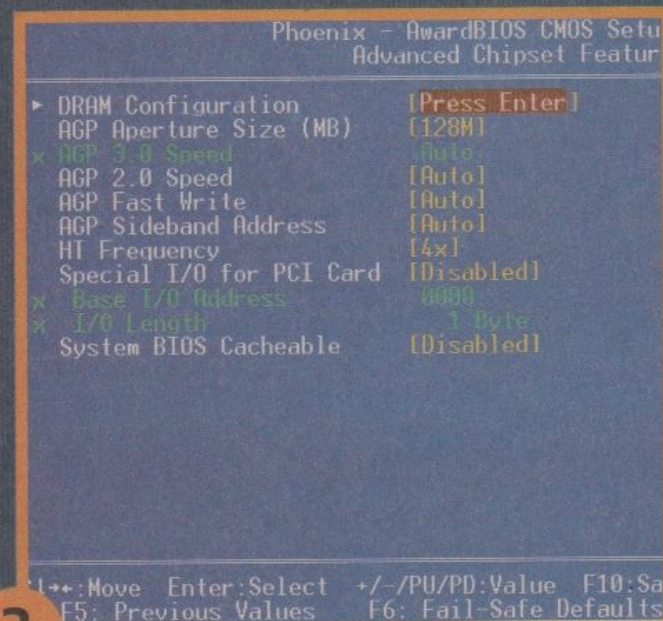 Phoenix - AwardBIOS CMOS Setu
Advanced Chipset Featur
► DRAM Configuration [Press Enter]
AGP Aperture Size (MB) [128M]
x AGP 3.0 Speed Auto
AGP 2.0 Speed [Auto]
AGP Fast Write [Auto]
AGP Sideband Address [Auto]
HT Frequency [4x]
Special I/O for PCI Card [Disabled]
x Base I/O Address 0000
x I/O Length 1 Byte
System BIOS Cacheable [Disabled]
:Move Enter:Select +/-/PU/PD:Value F10:Sa
F5: Previous Values F6: Fail-Safe Defaults